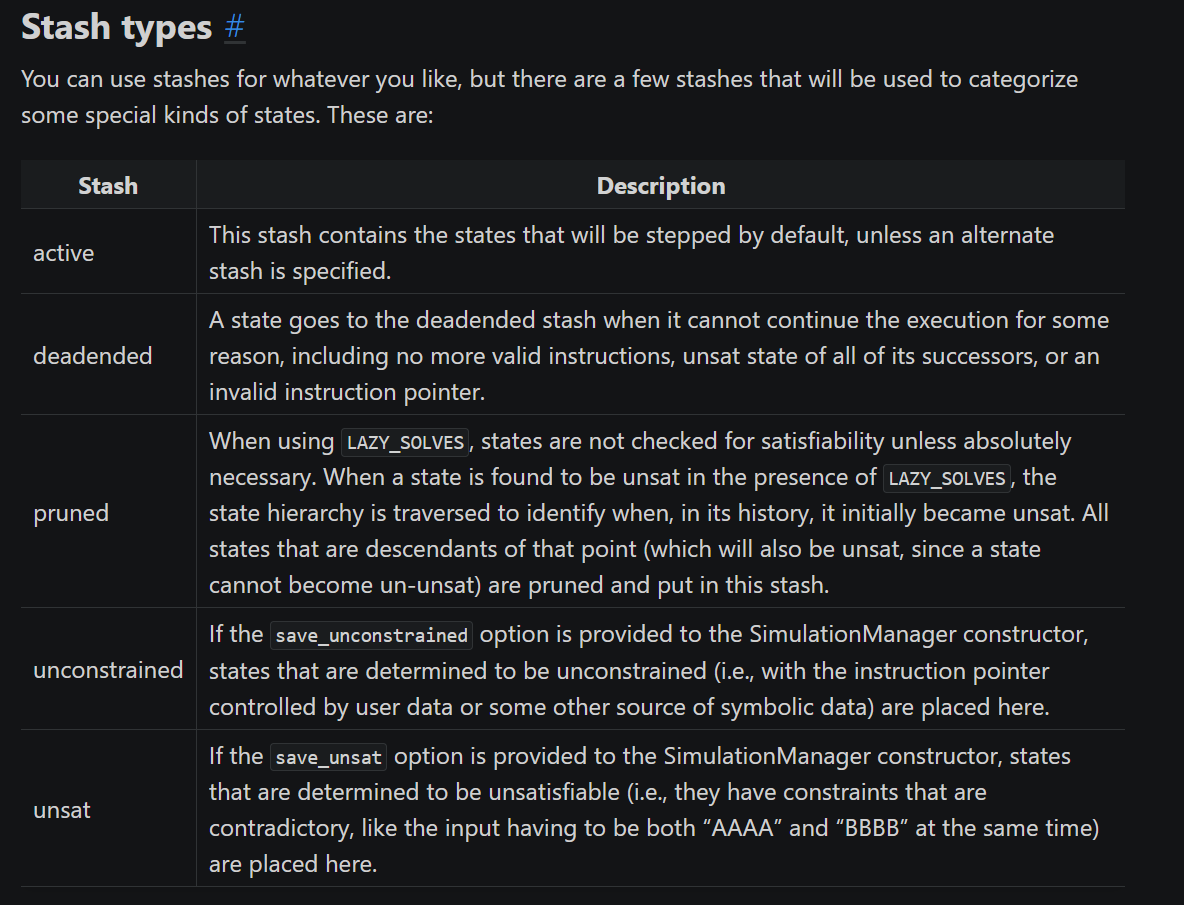 Stash types #
You can use stashes for whatever you like, but there are a few stashes that will be used to categorize
some special kinds of states. These are:
Stash Description
active
This stash contains the states that will be stepped by default, unless an alternate
stash is specified.
deadended
A state goes to the deadended stash when it cannot continue the execution for some
reason, including no more valid instructions, unsat state of all of its successors, or an
invalid instruction pointer.
pruned
When using LAZY_SOLVES, states are not checked for satisfiability unless absolutely
necessary. When a state is found to be unsat in the presence of LAZY_SOLVES, the
state hierarchy is traversed to identify when, in its history, it initially became unsat. All
states that are descendants of that point (which will also be unsat, since a state
cannot become un-unsat) are pruned and put in this stash.
unconstrained
If the save_unconstrained option is provided to the SimulationManager constructor,
states that are determined to be unconstrained (i.e., with the instruction pointer
controlled by user data or some other source of symbolic data) are placed here.
unsat
If the save_unsat option is provided to the SimulationManager constructor, states
that are determined to be unsatisfiable (i.e., they have constraints that are
contradictory, like the input having to be both “AAAA” and “BBBB” at the same time)
are placed here.